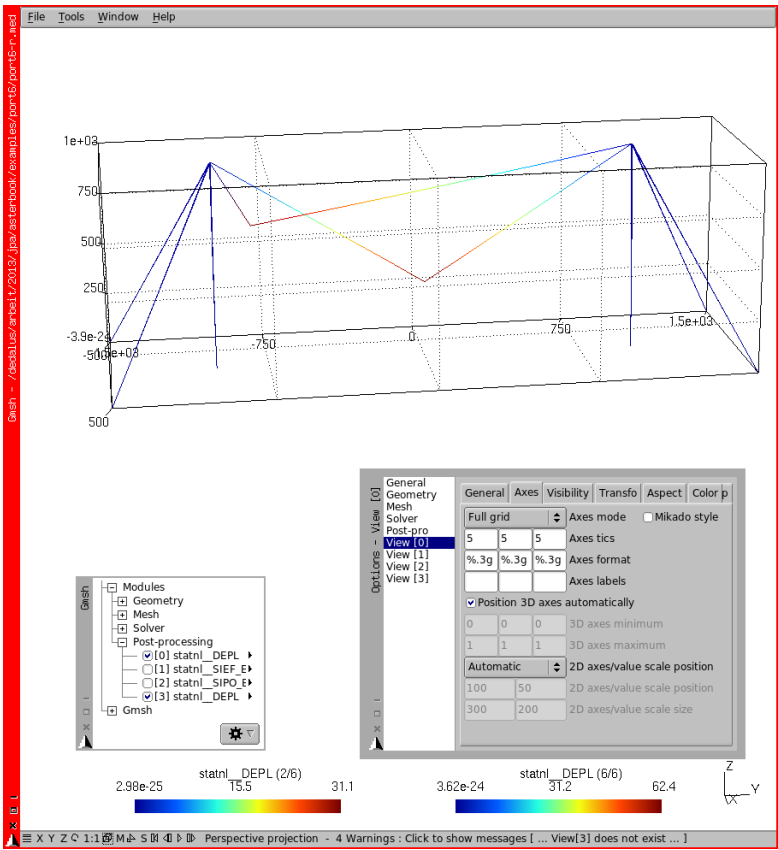 Gmsh - /dedalus/arbeit/2013/jpa/asterbook/examples/port6/port6-r.med
File Tools Window Help
1e+03
750
500
250
-750
0
750
1.5e+03
500
Options - View [0]
General
Geometry
Mesh
Solver
Post-pro
View [0]
View [1]
View [2]
View [3]
General Axes Visibility Transfo Aspect Color p
Full grid Axes mode Mikado style
5 5 5 Axes tics
%.3g %.3g %.3g Axes format
Axes labels
Position 3D axes automatically
0 0 0 3D axes minimum
1 1 1 3D axes maximum
Automatic 2D axes/value scale position
100 50 2D axes/value scale position
300 200 2D axes/value scale size
Gmsh
Modules
Geometry
Mesh
Solver
Post-processing
[0] statnl__DEPL
[1] statnl__SIEF_E
[2] statnl__SIPO_E
[3] statnl__DEPL
Gmsh
statnl__DEPL (2/6)
2.98e-25 15.5 31.1
statnl__DEPL (6/6)
3.62e-24 31.2 62.4
Z
Y
X
X Y Z 1:1 M S Perspective projection - 4 Warnings : Click to show messages [ ... View[3] does not exist ... ]